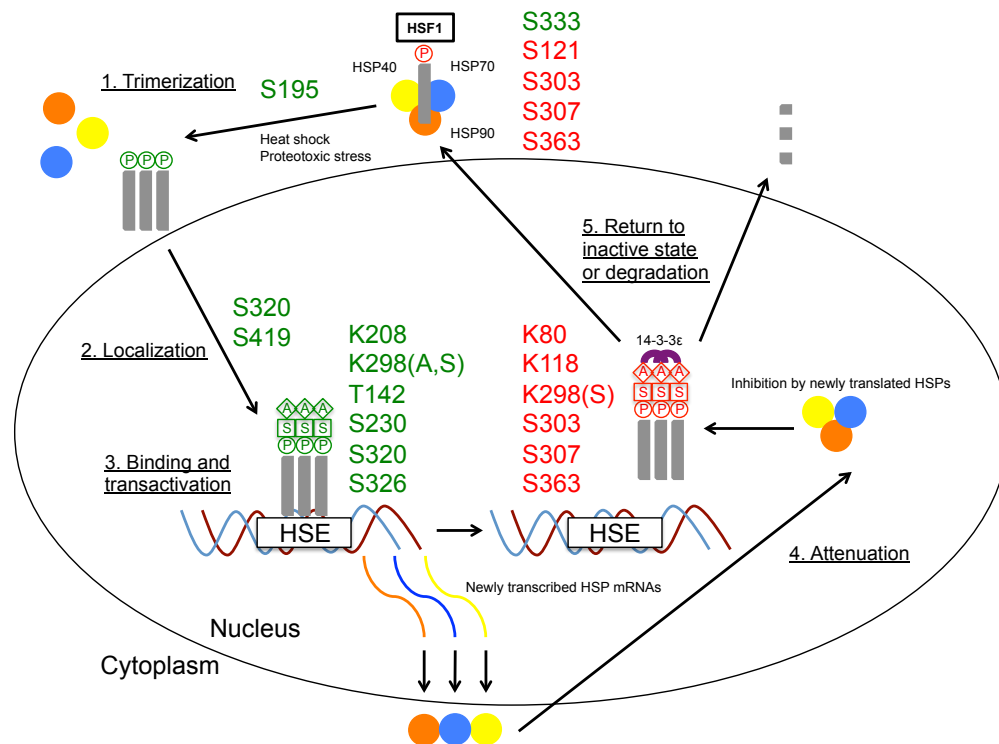 HSF1
P
HSP40
HSP70
HSP90
S333
S121
S303
S307
S363
1. Trimerization
S195
Heat shock
Proteotoxic stress
P P P
5. Return to
inactive state
or degradation
S320
S419
2. Localization
K208
K298(A,S)
T142
S230
S320
S326
A A A
S S S
P P P
3. Binding and
transactivation
HSE
K80
K118
K298(S)
S303
S307
S363
14-3-3ε
A A A
S S S
P P P
Inhibition by newly translated HSPs
HSE
4. Attenuation
Newly transcribed HSP mRNAs
Nucleus
Cytoplasm